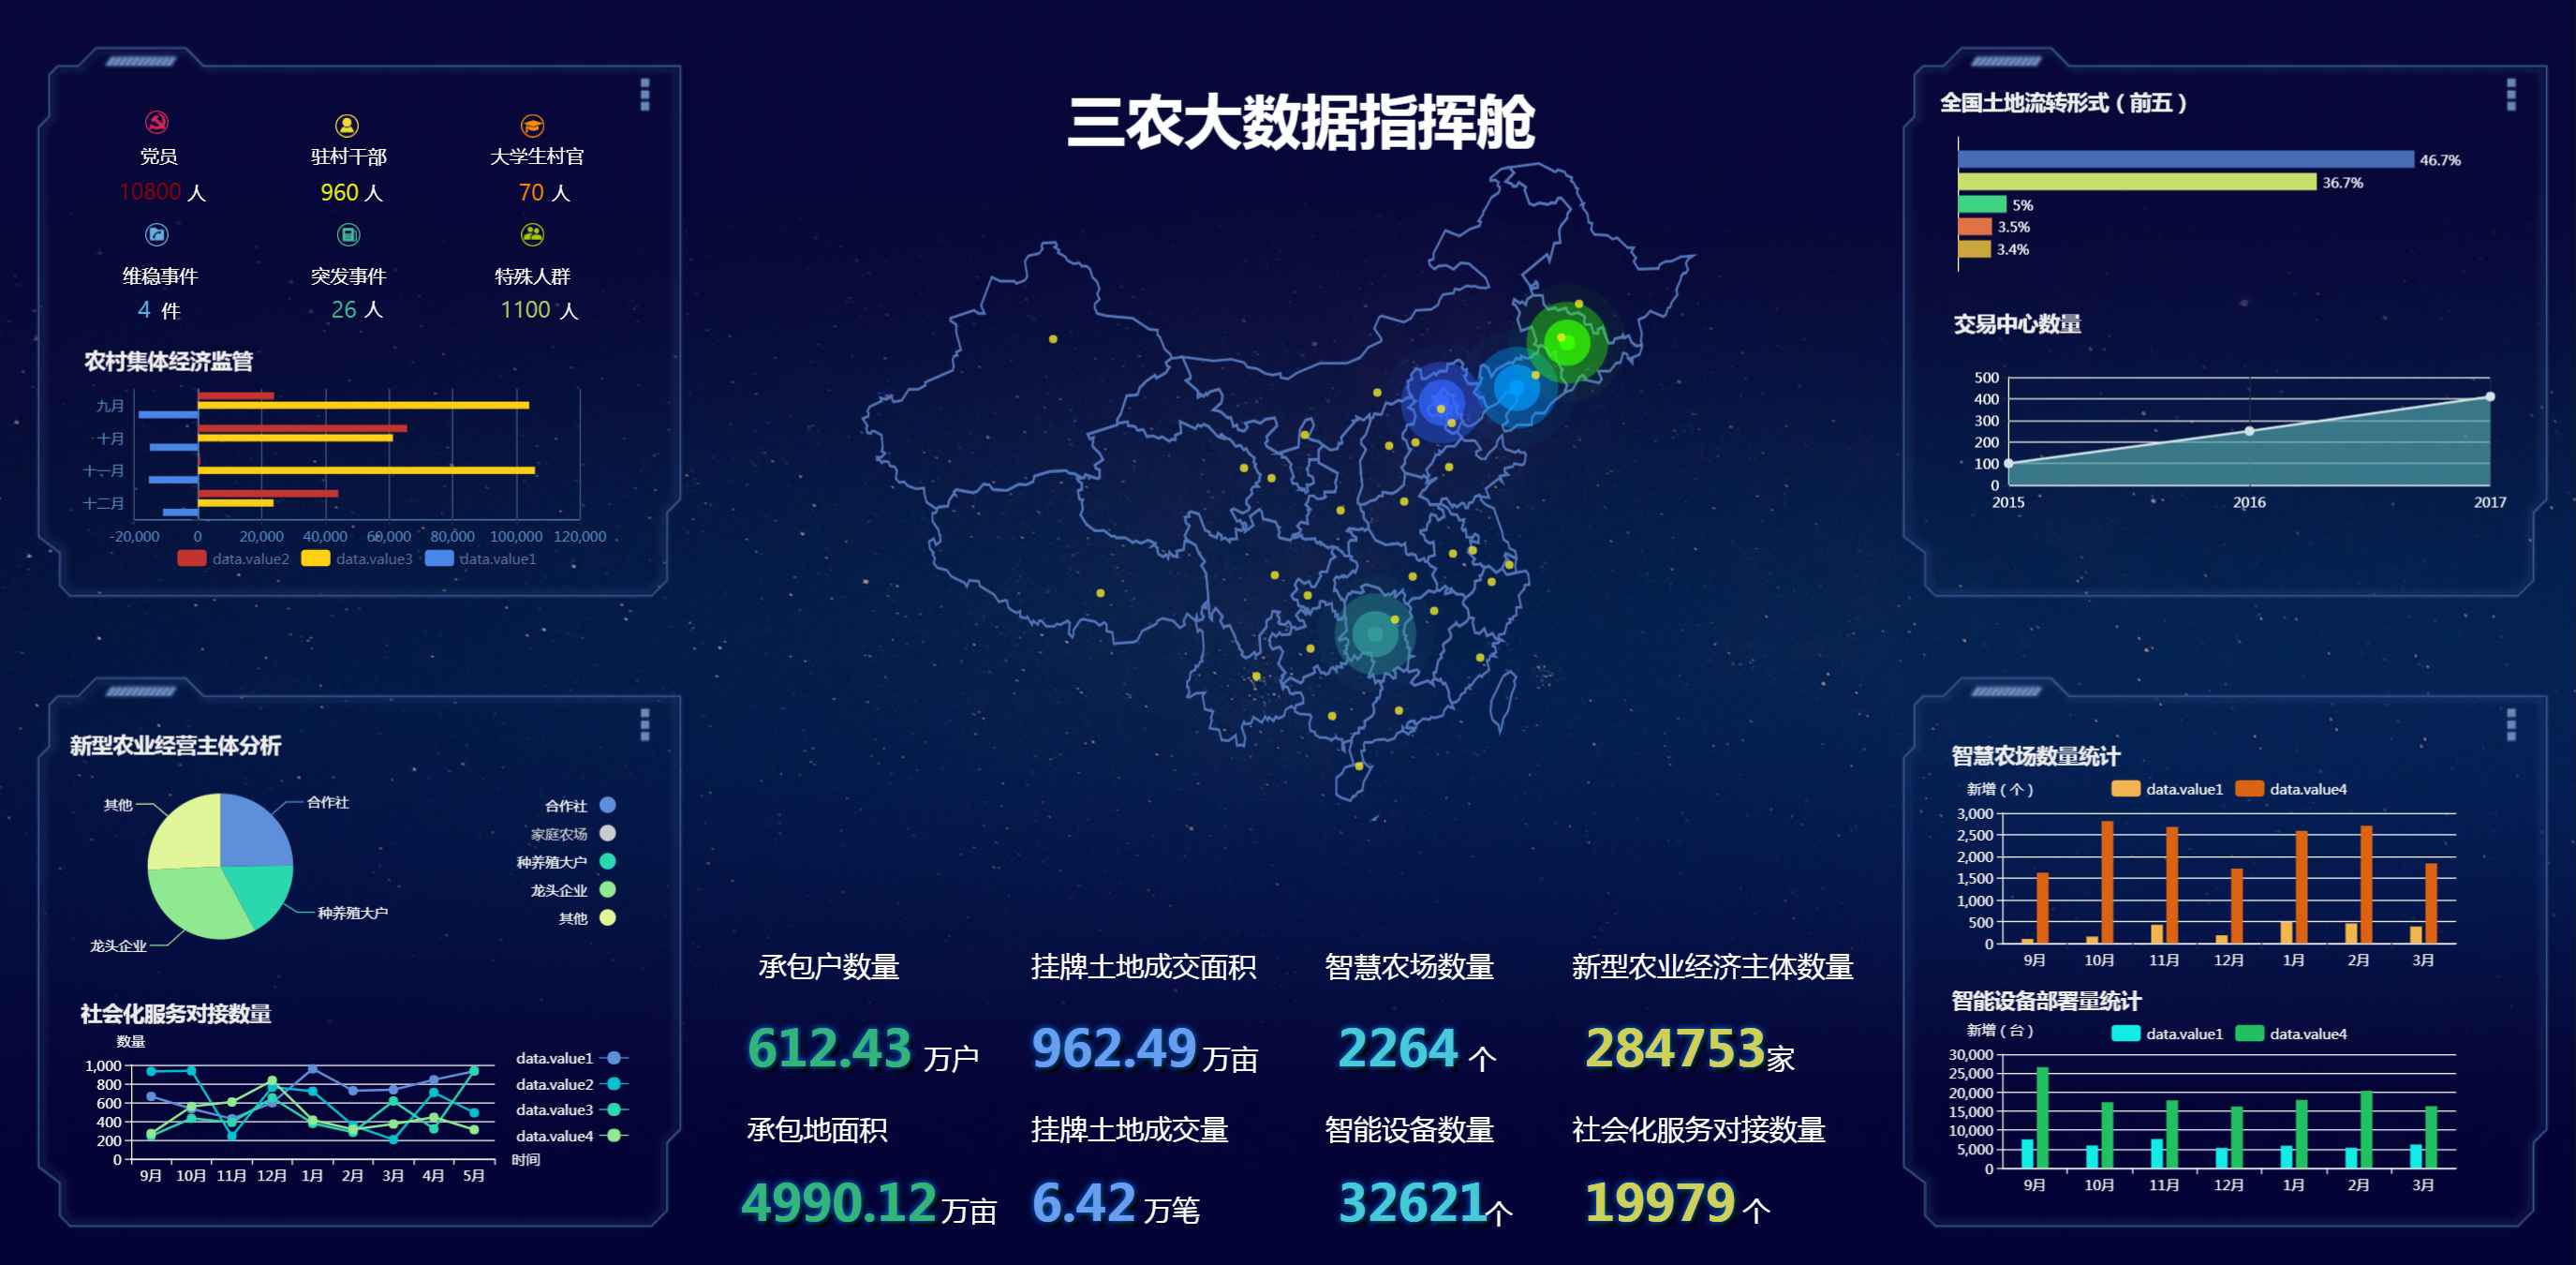 三农大数据指挥舱
党员
驻村干部
大学生村官
10800 人
960 人
70 人
维稳事件
突发事件
特殊人群
4 件
26 人
1100 人
农村集体经济监管
九月
十月
十一月
十二月
-20,000 0 20,000 40,000 60,000 80,000 100,000 120,000
data.value2 data.value3 data.value1
新型农业经营主体分析
其他
合作社
种养殖大户
龙头企业
合作社
家庭农场
种养殖大户
龙头企业
其他
社会化服务对接数量
数量
1,000
800
600
400
200
0
9月 10月 11月 12月 1月 2月 3月 4月 5月
时间
data.value1
data.value2
data.value3
data.value4
承包户数量
挂牌土地成交面积
智慧农场数量
新型农业经济主体数量
612.43 万户
962.49 万亩
2264 个
284753家
承包地面积
挂牌土地成交量
智能设备数量
社会化服务对接数量
4990.12 万亩
6.42 万笔
32621个
19979 个
全国土地流转形式（前五）
46.7%
36.7%
5%
3.5%
3.4%
交易中心数量
500
400
300
200
100
0
2015 2016 2017
智慧农场数量统计
新增（个）
data.value1 data.value4
3,000
2,500
2,000
1,500
1,000
500
0
9月 10月 11月 12月 1月 2月 3月
智能设备部署量统计
新增（台）
data.value1 data.value4
30,000
25,000
20,000
15,000
10,000
5,000
0
9月 10月 11月 12月 1月 2月 3月